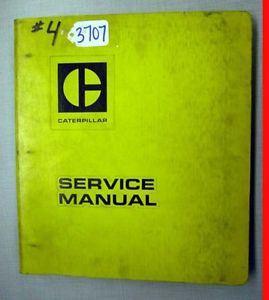 #4
3707
CATERPILLAR
SERVICE
MANUAL